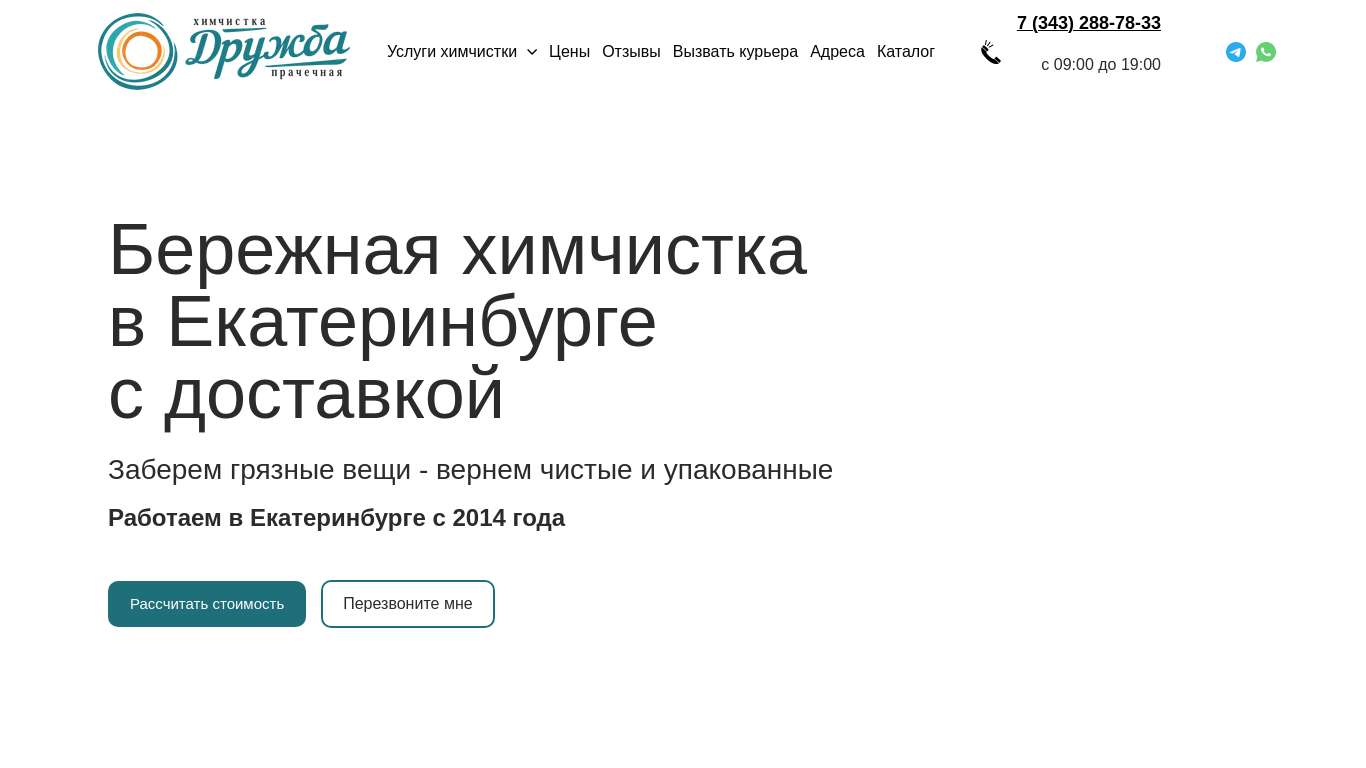 химчистка
Дружба
прачечная
Услуги химчистки
Цены
Отзывы
Вызвать курьера
Адреса
Каталог
7 (343) 288-78-33
с 09:00 до 19:00
Бережная химчистка
в Екатеринбурге
с доставкой
Заберем грязные вещи - вернем чистые и упакованные
Работаем в Екатеринбурге с 2014 года
Рассчитать стоимость
Перезвоните мне